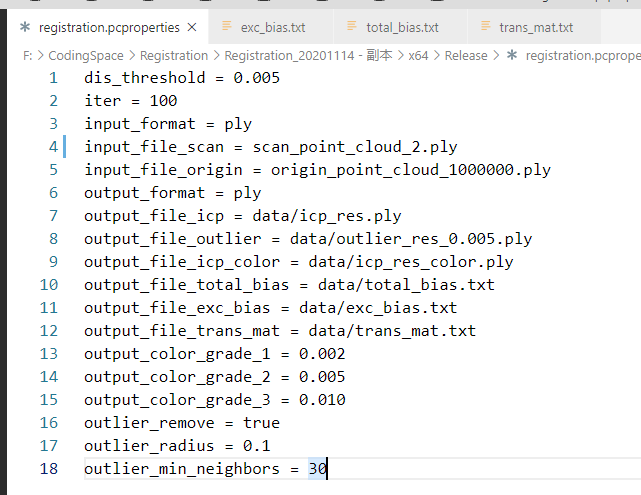 registration.pcproperties × exc_bias.txt total_bias.txt trans_mat.txt
F: > CodingSpace > Registration > Registration_20201114 - 副本 > x64 > Release > registration.pcprope
1 dis_threshold = 0.005
2 iter = 100
3 input_format = ply
4 input_file_scan = scan_point_cloud_2.ply
5 input_file_origin = origin_point_cloud_1000000.ply
6 output_format = ply
7 output_file_icp = data/icp_res.ply
8 output_file_outlier = data/outlier_res_0.005.ply
9 output_file_icp_color = data/icp_res_color.ply
10 output_file_total_bias = data/total_bias.txt
11 output_file_exc_bias = data/exc_bias.txt
12 output_file_trans_mat = data/trans_mat.txt
13 output_color_grade_1 = 0.002
14 output_color_grade_2 = 0.005
15 output_color_grade_3 = 0.010
16 outlier_remove = true
17 outlier_radius = 0.1
18 outlier_min_neighbors = 30